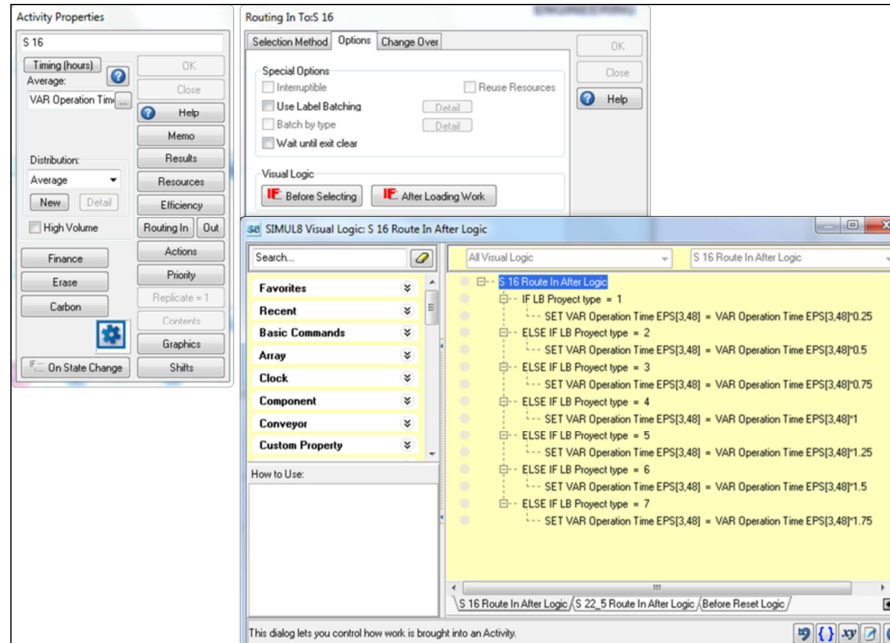 Activity Properties
S 16
Timing (hours)
Average:
VAR Operation Tim
...
Distribution:
Average
New
Detail
High Volume
Finance
Erase
Carbon
On State Change
OK
Close
Help
Memo
Results
Resources
Efficiency
Routing In
Out
Actions
Priority
Replicate = 1
Contents
Graphics
Shifts
Routing In To:S 16
Selection Method
Options
Change Over
Special Options
Interruptible
Reuse Resources
Use Label Batching
Detail
Batch by type
Detail
Wait until exit clear
Visual Logic
IF Before Selecting
IF After Loading Work
OK
Close
Help
S8 SIMUL8 Visual Logic: S 16 Route In After Logic
Search...
Favorites
Recent
Basic Commands
Array
Clock
Component
Conveyor
Custom Property
How to Use:
All Visual Logic
S 16 Route In After Logic
S 16 Route In After Logic
IF LB Proyect type = 1
SET VAR Operation Time EPS[3,48] = VAR Operation Time EPS[3,48]*0.25
ELSE IF LB Proyect type = 2
SET VAR Operation Time EPS[3,48] = VAR Operation Time EPS[3,48]*0.5
ELSE IF LB Proyect type = 3
SET VAR Operation Time EPS[3,48] = VAR Operation Time EPS[3,48]*0.75
ELSE IF LB Proyect type = 4
SET VAR Operation Time EPS[3,48] = VAR Operation Time EPS[3,48]*1
ELSE IF LB Proyect type = 5
SET VAR Operation Time EPS[3,48] = VAR Operation Time EPS[3,48]*1.25
ELSE IF LB Proyect type = 6
SET VAR Operation Time EPS[3,48] = VAR Operation Time EPS[3,48]*1.5
ELSE IF LB Proyect type = 7
SET VAR Operation Time EPS[3,48] = VAR Operation Time EPS[3,48]*1.75
S 16 Route In After Logic
S 22_5 Route In After Logic
Before Reset Logic
This dialog lets you control how work is brought into an Activity.
{} xy